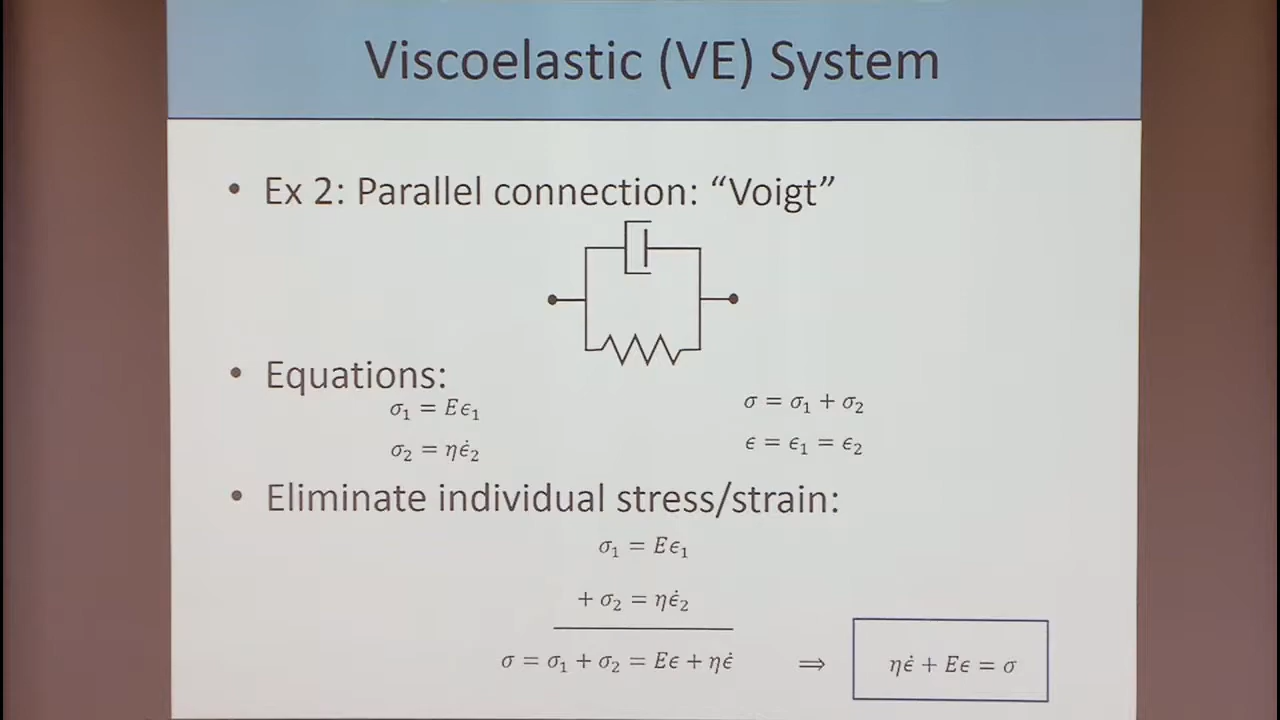 Viscoelastic (VE) System
• Ex 2: Parallel connection: “Voigt”
• Equations:
σ₁ = Eϵ₁
σ = σ₁ + σ₂
σ₂ = ηϵ̇₂
ϵ = ϵ₁ = ϵ₂
• Eliminate individual stress/strain:
σ₁ = Eϵ₁
+ σ₂ = ηϵ̇₂
σ = σ₁ + σ₂ = Eϵ + ηϵ̇ ⟹ ηϵ̇ + Eϵ = σ